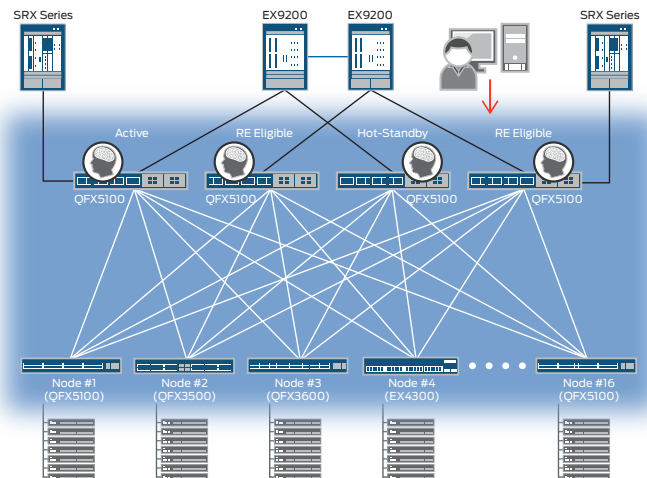 SRX Series
EX9200
EX9200
SRX Series
Active
RE Eligible
Hot-Standby
RE Eligible
QFX5100
QFX5100
QFX5100
QFX5100
Node #1
(QFX5100)
Node #2
(QFX3500)
Node #3
(QFX3600)
Node #4
(EX4300)
Node #16
(QFX5100)